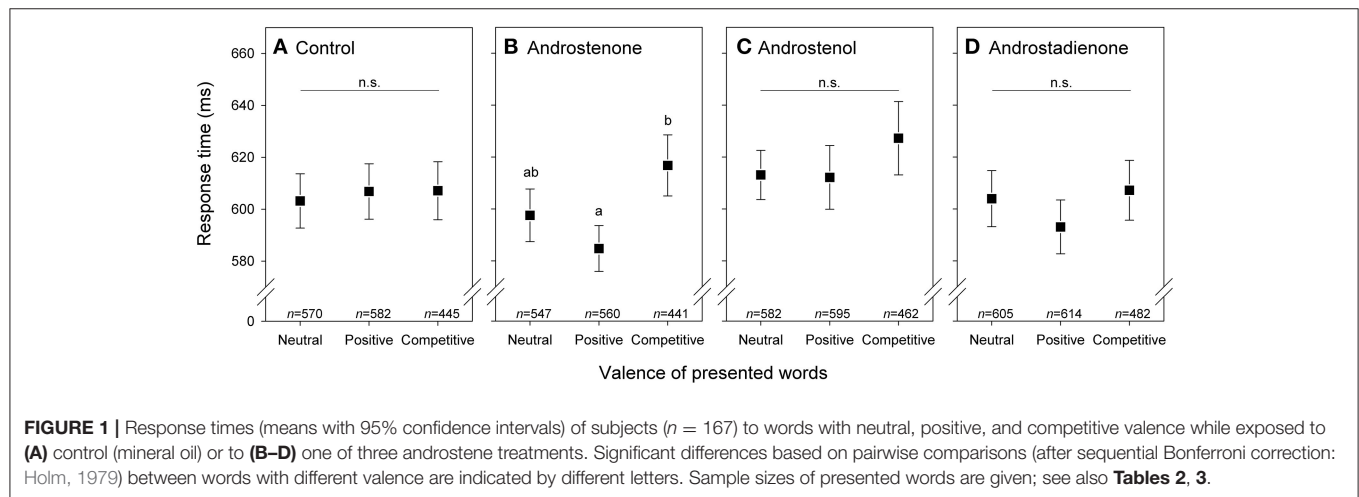 A Control
B Androstenone
C Androstenol
D Androstadienone
Response time (ms)
660
640
620
600
580
0
n.s.
ab
a
b
n.s.
n.s.
n=570 n=582 n=445
n=547 n=560 n=441
n=582 n=595 n=462
n=605 n=614 n=482
Neutral Positive Competitive
Neutral Positive Competitive
Neutral Positive Competitive
Neutral Positive Competitive
Valence of presented words
FIGURE 1 | Response times (means with 95% confidence intervals) of subjects (n = 167) to words with neutral, positive, and competitive valence while exposed to
(A) control (mineral oil) or to (B–D) one of three androstene treatments. Significant differences based on pairwise comparisons (after sequential Bonferroni correction:
Holm, 1979) between words with different valence are indicated by different letters. Sample sizes of presented words are given; see also Tables 2, 3.